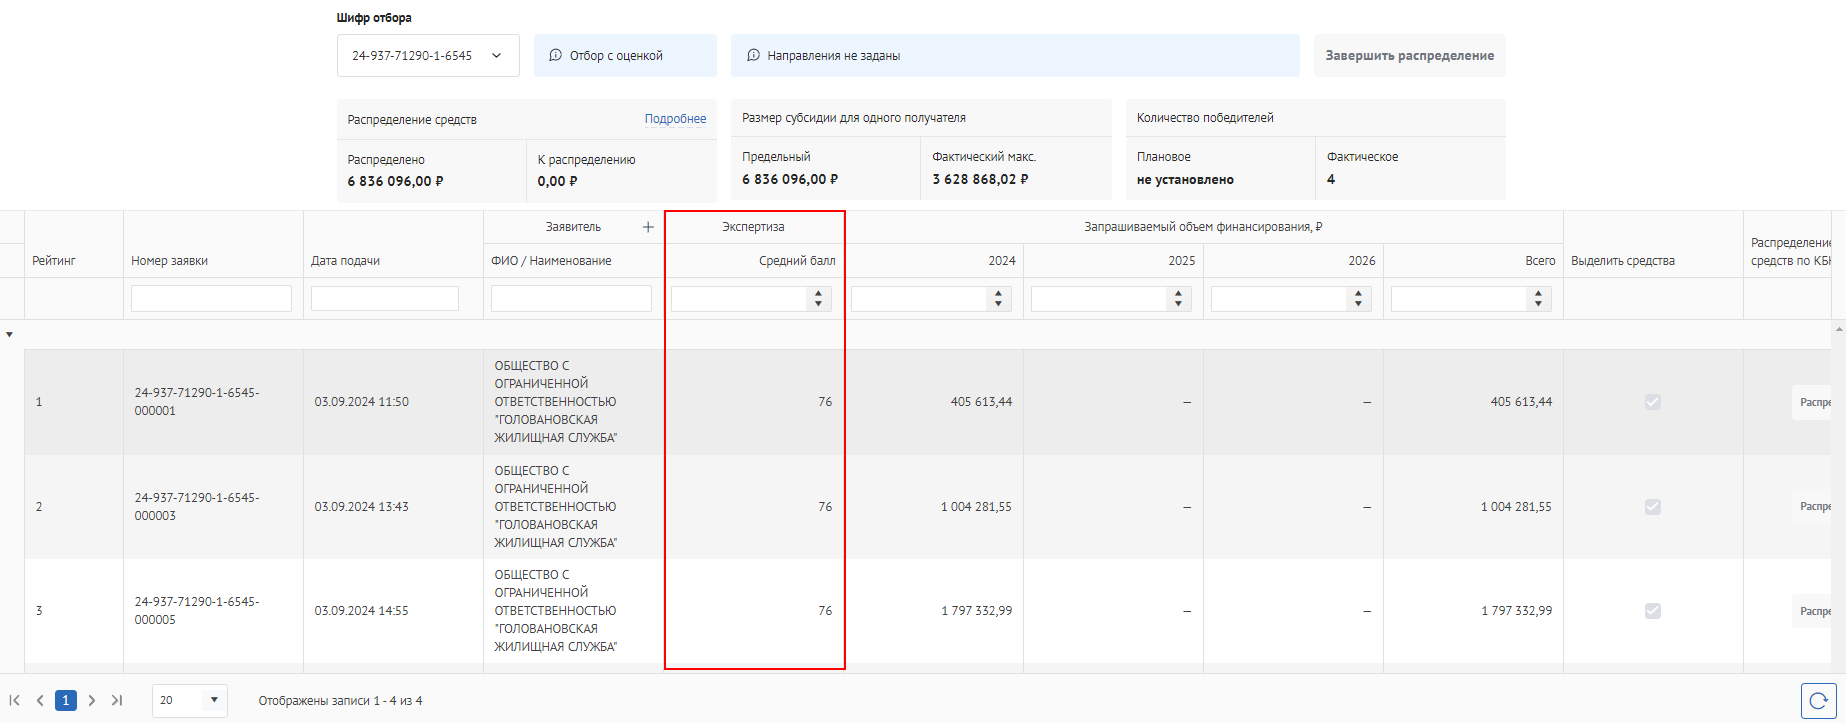 Шифр отбора
24-937-71290-1-6545
Отбор с оценкой
Направления не заданы
Завершить распределение
Распределение средств
Подробнее
Распределено
6 836 096,00 ₽
К распределению
0,00 ₽
Размер субсидии для одного получателя
Предельный
6 836 096,00 ₽
Фактический макс.
3 628 868,02 ₽
Количество победителей
Плановое
не установлено
Фактическое
4
Заявитель
Экспертиза
Запрашиваемый объем финансирования, ₽
Рейтинг
Номер заявки
Дата подачи
ФИО / Наименование
Средний балл
2024
2025
2026
Всего
Выделить средства
Распределение
средств по КБК
1
24-937-71290-1-6545-
000001
03.09.2024 11:50
ОБЩЕСТВО С
ОГРАНИЧЕННОЙ
ОТВЕТСТВЕННОСТЬЮ
"ГОЛОВАНОВСКАЯ
ЖИЛИЩНАЯ СЛУЖБА"
76
405 613,44
—
—
405 613,44
Распре
2
24-937-71290-1-6545-
000003
03.09.2024 13:43
ОБЩЕСТВО С
ОГРАНИЧЕННОЙ
ОТВЕТСТВЕННОСТЬЮ
"ГОЛОВАНОВСКАЯ
ЖИЛИЩНАЯ СЛУЖБА"
76
1 004 281,55
—
—
1 004 281,55
Распре
3
24-937-71290-1-6545-
000005
03.09.2024 14:55
ОБЩЕСТВО С
ОГРАНИЧЕННОЙ
ОТВЕТСТВЕННОСТЬЮ
"ГОЛОВАНОВСКАЯ
ЖИЛИЩНАЯ СЛУЖБА"
76
1 797 332,99
—
—
1 797 332,99
Распре
1
20
Отображены записи 1 - 4 из 4